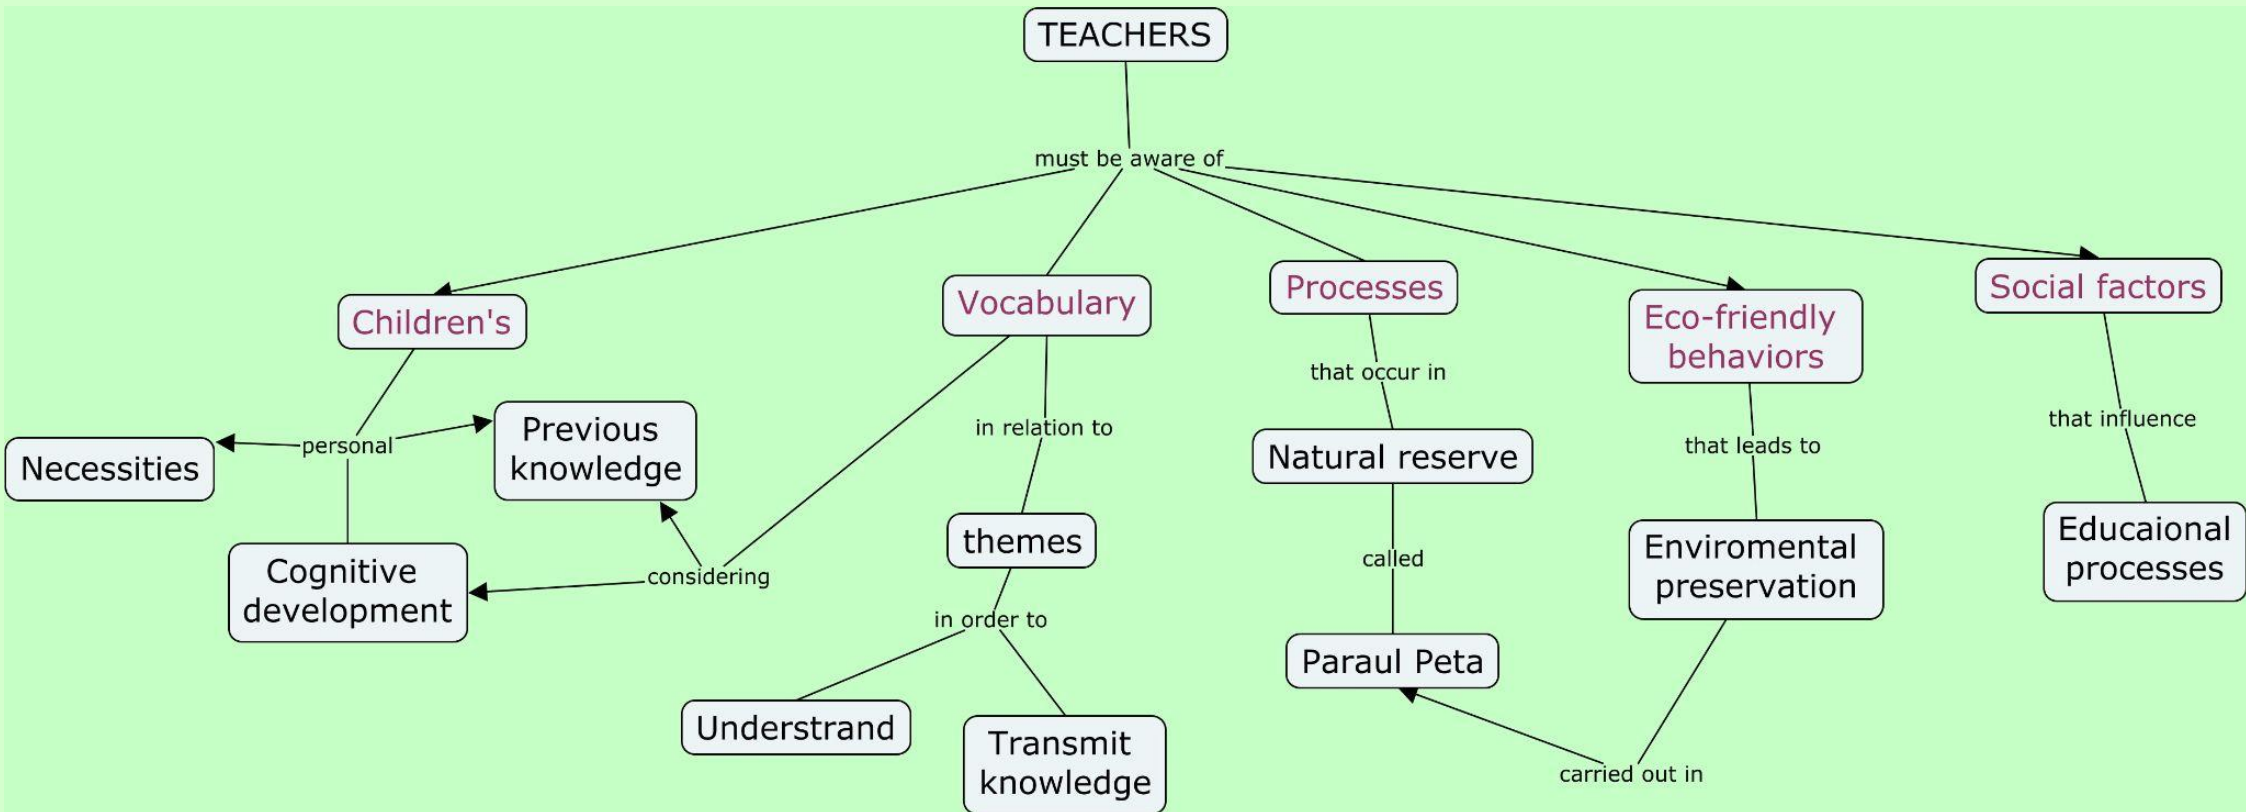 TEACHERS
must be aware of
Children's
Vocabulary
Processes
Eco-friendly
behaviors
Social factors
personal
Necessities
Previous
knowledge
Cognitive
development
considering
in relation to
themes
in order to
Understrand
Transmit
knowledge
that occur in
Natural reserve
called
Paraul Peta
that leads to
Enviromental
preservation
carried out in
that influence
Educaional
processes